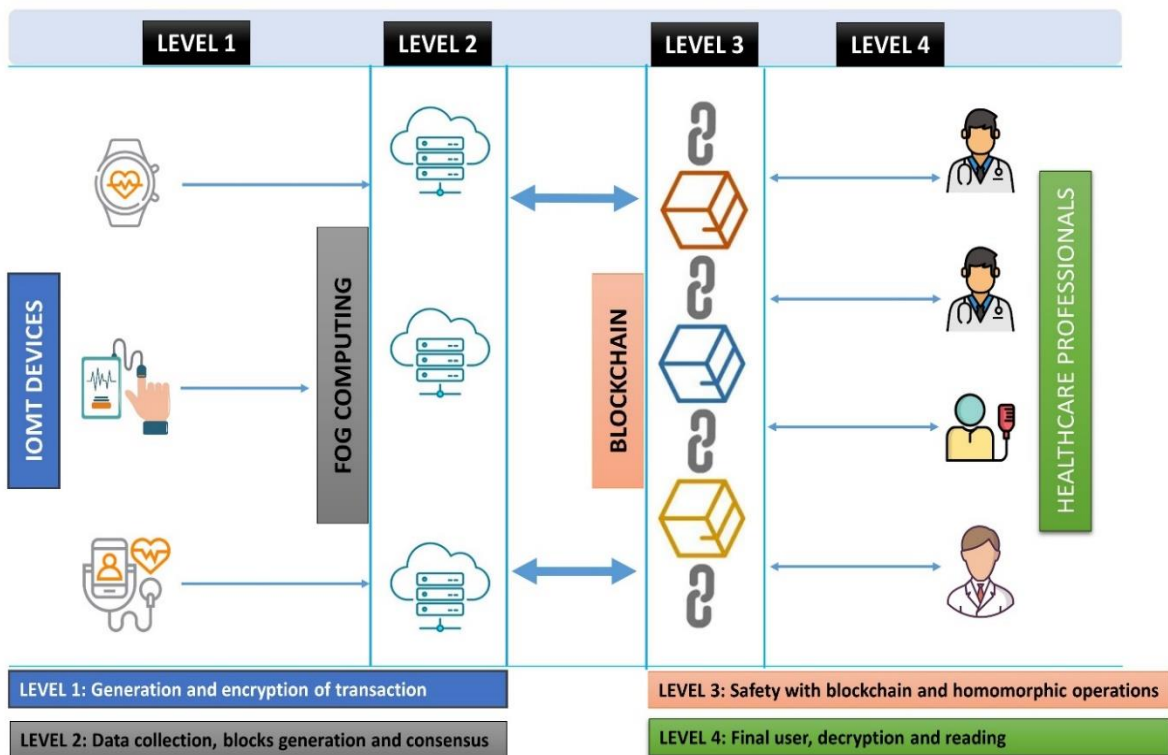 LEVEL 1
LEVEL 2
LEVEL 3
LEVEL 4
IOMT DEVICES
FOG COMPUTING
BLOCKCHAIN
HEALTHCARE PROFESSIONALS
LEVEL 1: Generation and encryption of transaction
LEVEL 3: Safety with blockchain and homomorphic operations
LEVEL 2: Data collection, blocks generation and consensus
LEVEL 4: Final user, decryption and reading